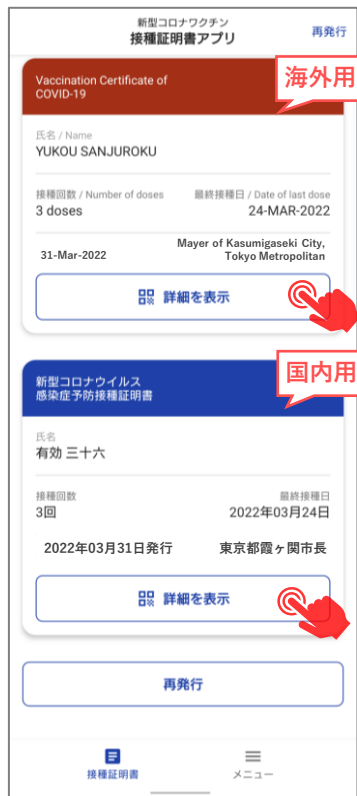 新型コロナワクチン
接種証明書アプリ
再発行
海外用
Vaccination Certificate of
COVID-19
氏名 / Name
YUKOU SANJUROKU
接種回数 / Number of doses
最終接種日 / Date of last dose
3 doses
24-MAR-2022
31-Mar-2022
Mayer of Kasumigaseki City,
Tokyo Metropolitan
詳細を表示
国内用
新型コロナウイルス
感染症予防接種証明書
氏名
有効 三十六
接種回数
最終接種日
3回
2022年03月24日
2022年03月31日発行
東京都霞ヶ関市長
詳細を表示
再発行
接種証明書
メニュー